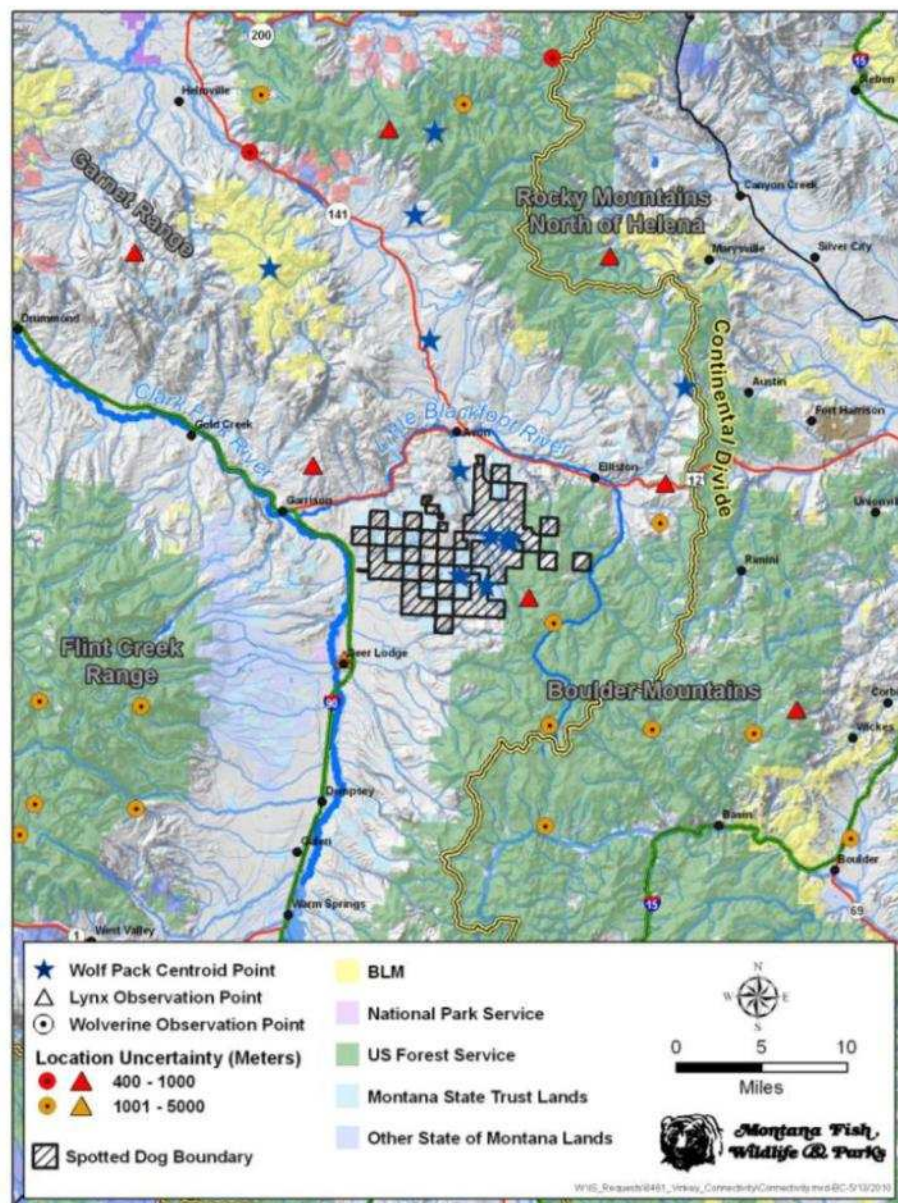 200
15
Helmville
Canyon Creek
Garnet Range
Rocky Mountains
North of Helena
141
Marysville
Silver City
Drummond
Continental Divide
Austin
Fort Harrison
Clark Fork River
Gold Creek
Little Blackfoot River
Avon
Elliston
12
Garrison
Unionville
Rimini
Flint Creek
Range
Deer Lodge
Boulder Mountains
90
Wickes
Dempsey
Basin
Galen
Boulder
Warm Springs
15
69
1
West Valley
Wolf Pack Centroid Point
Lynx Observation Point
Wolverine Observation Point
Location Uncertainty (Meters)
400 - 1000
1001 - 5000
Spotted Dog Boundary
BLM
National Park Service
US Forest Service
Montana State Trust Lands
Other State of Montana Lands
N
W E
S
0 5 10
Miles
Montana Fish,
Wildlife & Parks